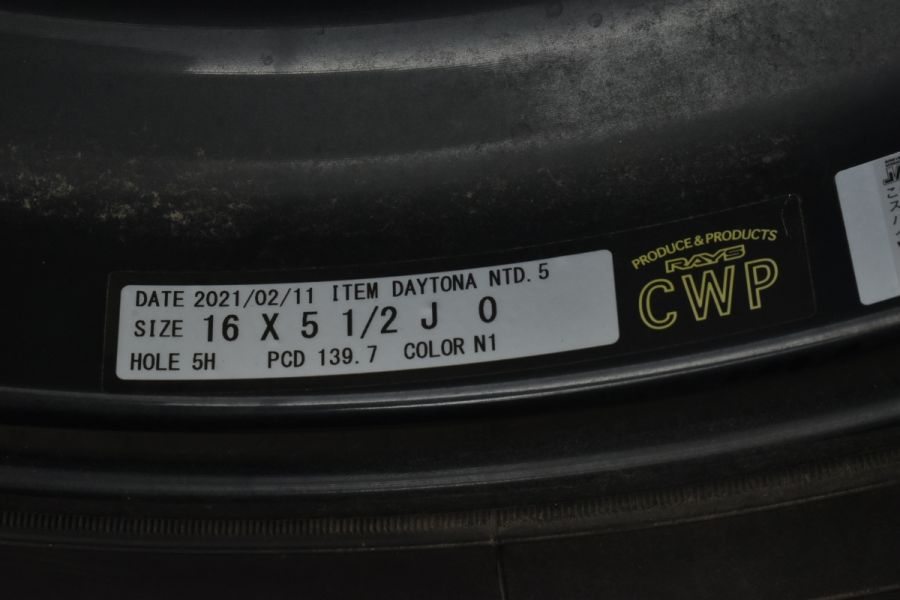 DATE 2021/02/11 ITEM DAYTONA NTD.5
SIZE 16 X 5 1/2 J 0
HOLE 5H PCD 139.7 COLOR N1
PRODUCE & PRODUCTS
RAYS
CWP